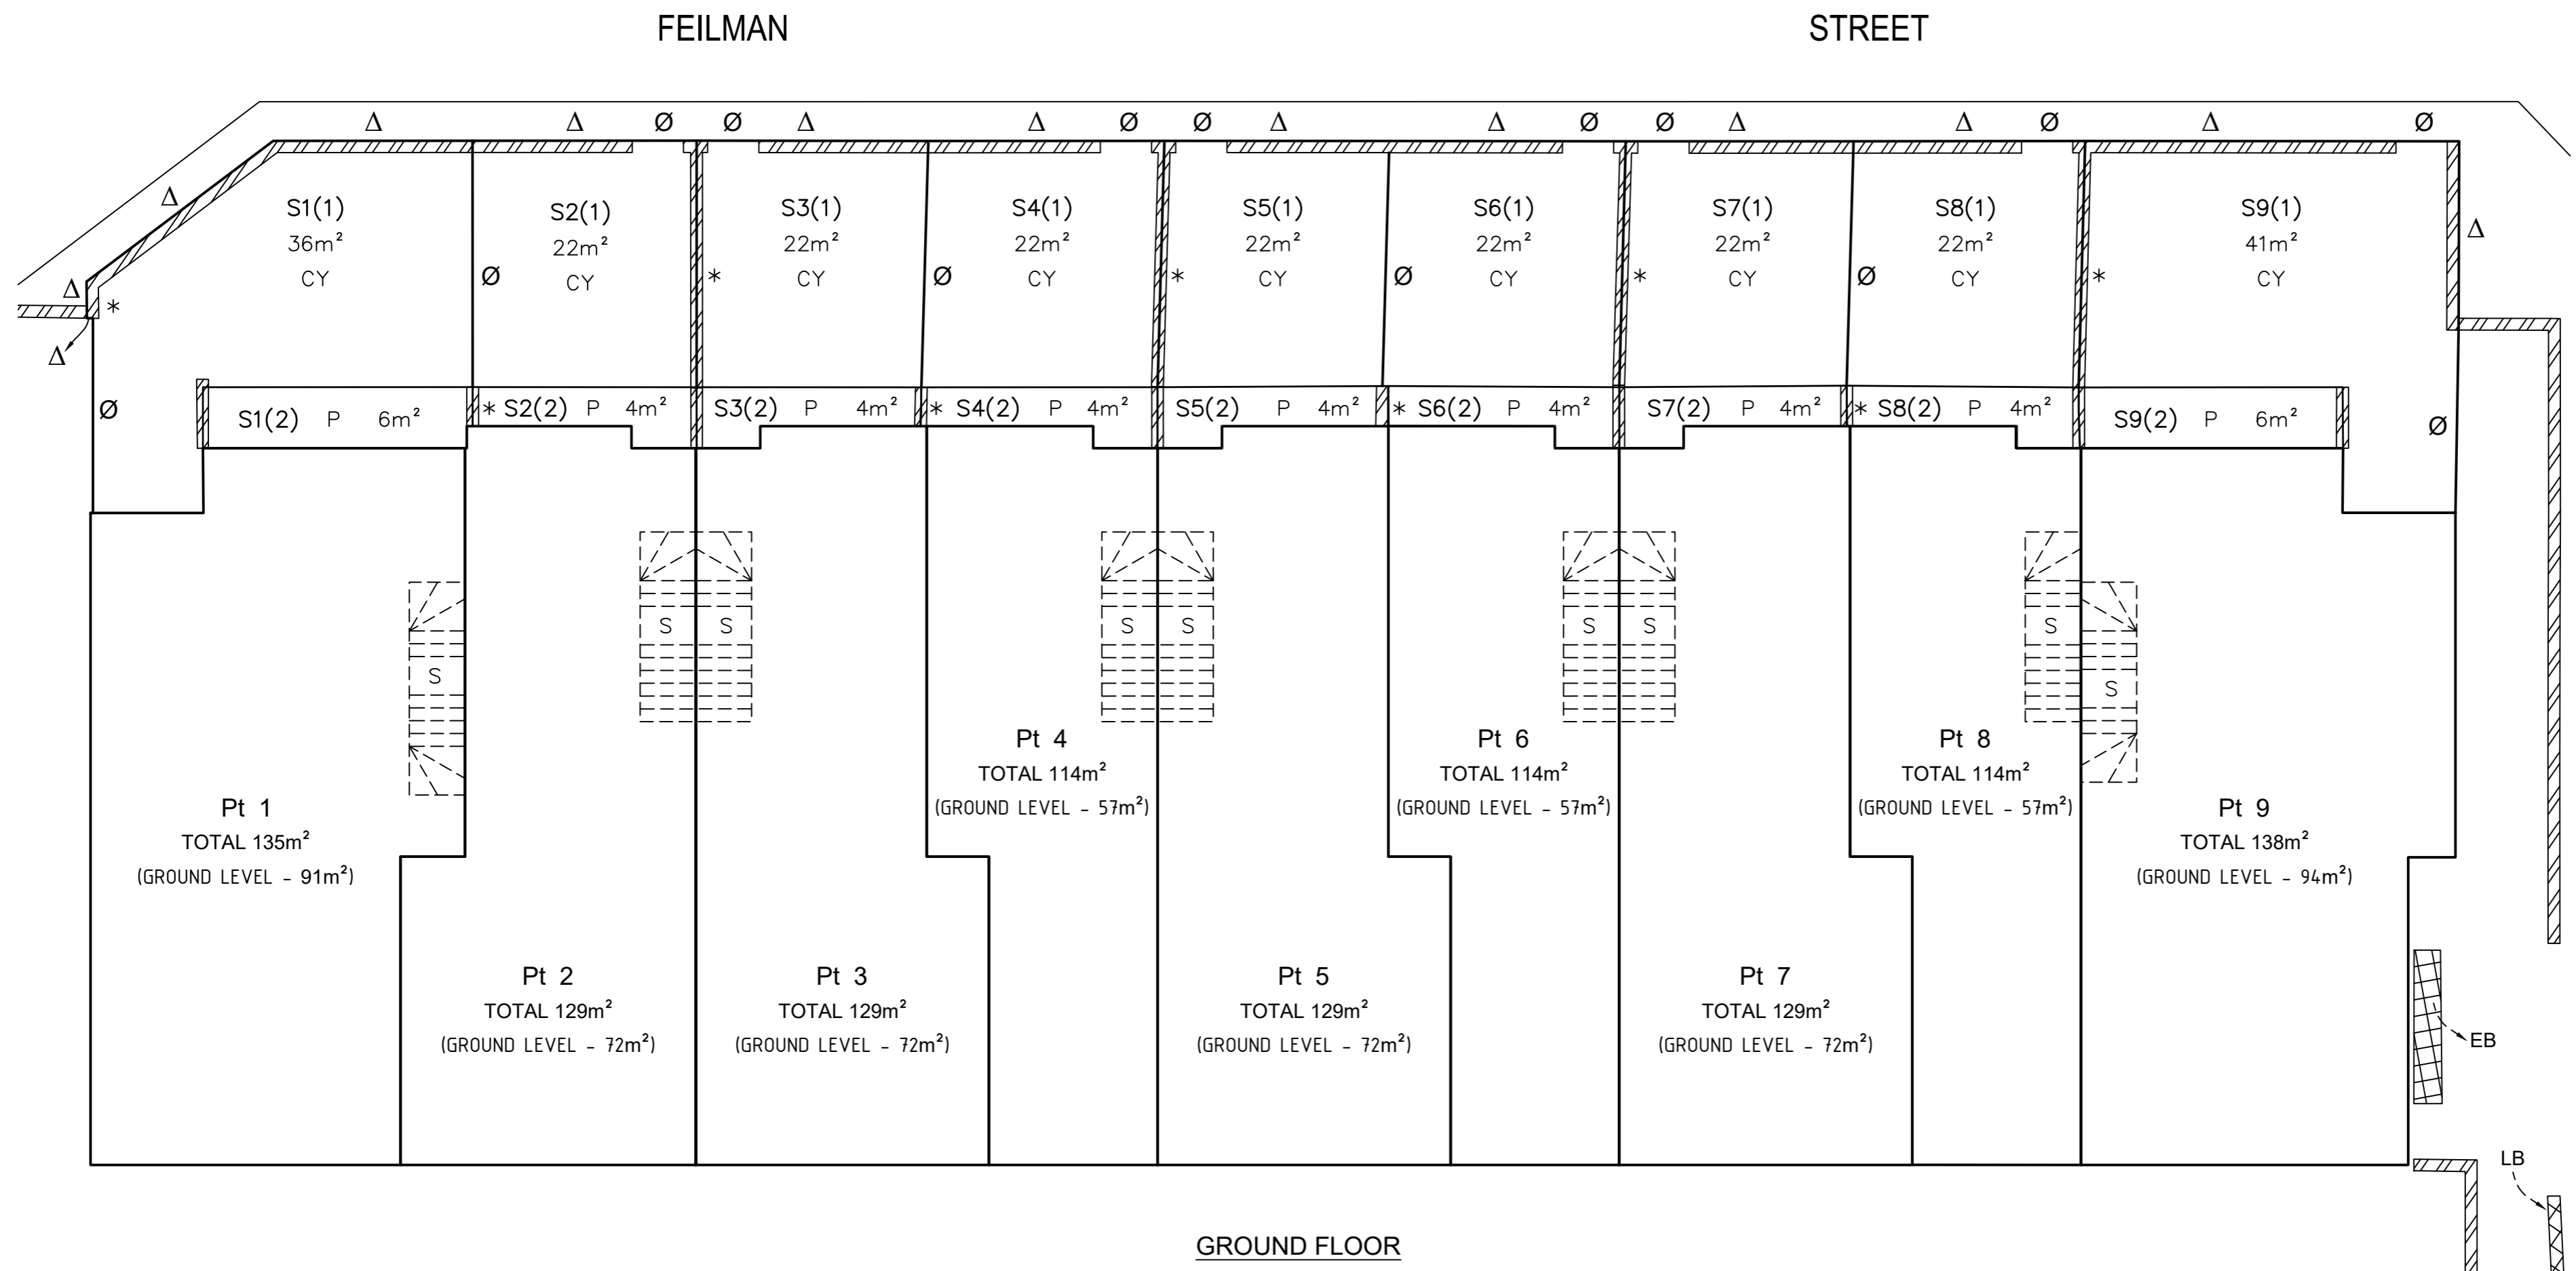 FEILMAN STREET
Δ Δ Ø Ø Δ Δ Ø Ø Δ Δ Ø Ø Δ Δ Ø Δ Ø
Δ
S1(1)
36m²
CY
S2(1)
22m²
CY
S3(1)
22m²
CY
S4(1)
22m²
CY
S5(1)
22m²
CY
S6(1)
22m²
CY
S7(1)
22m²
CY
S8(1)
22m²
CY
S9(1)
41m²
CY
Δ
Ø * Ø * Ø * Ø *
Δ *
Δ
Ø
S1(2) P 6m²
* S2(2) P 4m²
S3(2) P 4m²
* S4(2) P 4m²
S5(2) P 4m²
* S6(2) P 4m²
S7(2) P 4m²
* S8(2) P 4m²
S9(2) P 6m²
Ø
S S S S S S S
S S
Pt 4
TOTAL 114m²
(GROUND LEVEL - 57m²)
Pt 6
TOTAL 114m²
(GROUND LEVEL - 57m²)
Pt 8
TOTAL 114m²
(GROUND LEVEL - 57m²)
Pt 1
TOTAL 135m²
(GROUND LEVEL - 91m²)
Pt 9
TOTAL 138m²
(GROUND LEVEL - 94m²)
Pt 2
TOTAL 129m²
(GROUND LEVEL - 72m²)
Pt 3
TOTAL 129m²
(GROUND LEVEL - 72m²)
Pt 5
TOTAL 129m²
(GROUND LEVEL - 72m²)
Pt 7
TOTAL 129m²
(GROUND LEVEL - 72m²)
EB
LB
GROUND FLOOR